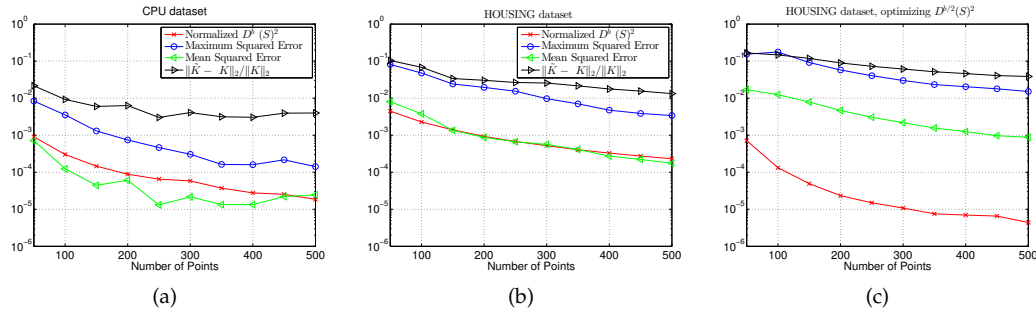 CPU dataset
10^0
10^{-1}
10^{-2}
10^{-3}
10^{-4}
10^{-5}
10^{-6}
100 200 300 400 500
Number of Points
Normalized D^♭ (S)^2
Maximum Squared Error
Mean Squared Error
‖K̃ − K‖_2/‖K‖_2
(a)
HOUSING dataset
10^0
10^{-1}
10^{-2}
10^{-3}
10^{-4}
10^{-5}
10^{-6}
100 200 300 400 500
Number of Points
Normalized D^♭ (S)^2
Maximum Squared Error
Mean Squared Error
‖K̃ − K‖_2/‖K‖_2
(b)
HOUSING dataset, optimizing D^{♭/2}(S)^2
10^0
10^{-1}
10^{-2}
10^{-3}
10^{-4}
10^{-5}
10^{-6}
100 200 300 400 500
Number of Points
(c)